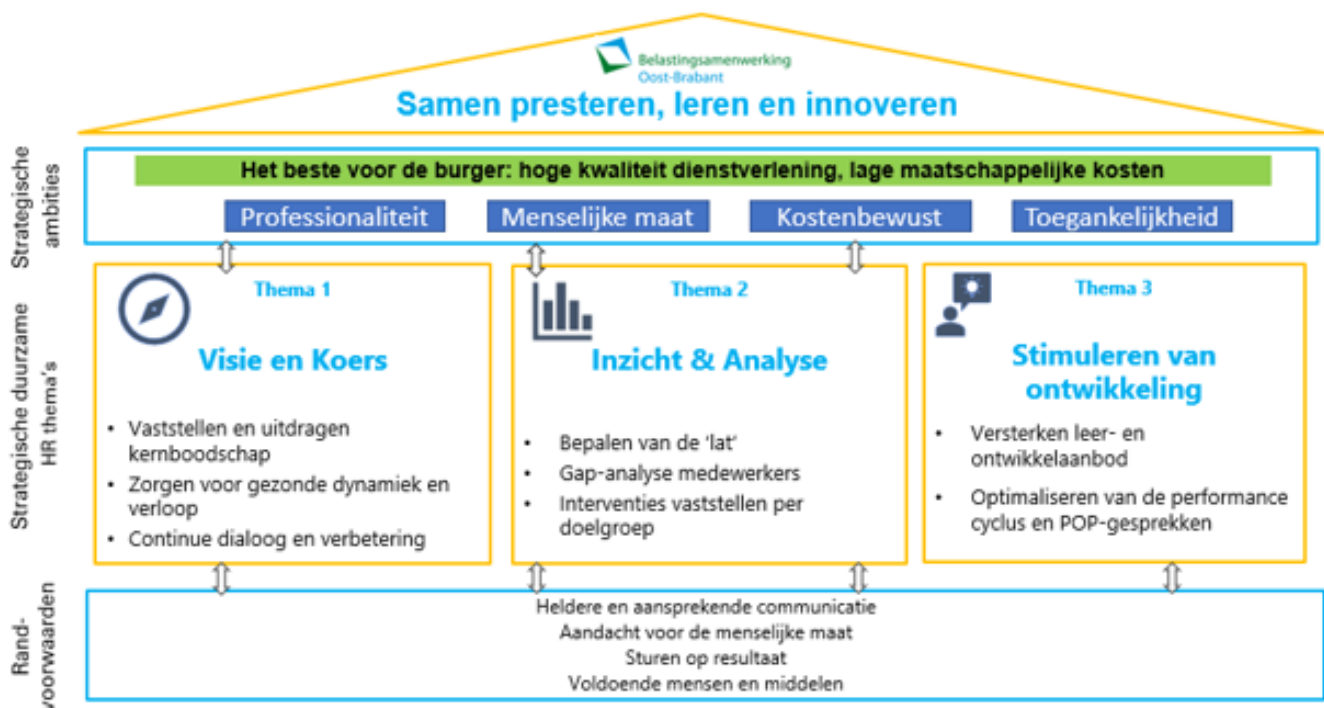 Belastingsamenwerking
Oost-Brabant
Samen presteren, leren en innoveren
Strategische
ambities
Het beste voor de burger: hoge kwaliteit dienstverlening, lage maatschappelijke kosten
Professionaliteit
Menselijke maat
Kostenbewust
Toegankelijkheid
Strategische duurzame
HR thema's
Thema 1
Visie en Koers
• Vaststellen en uitdragen
kernboodschap
• Zorgen voor gezonde dynamiek en
verloop
• Continue dialoog en verbetering
Thema 2
Inzicht & Analyse
• Bepalen van de 'lat'
• Gap-analyse medewerkers
• Interventies vaststellen per
doelgroep
Thema 3
Stimuleren van
ontwikkeling
• Versterken leer- en
ontwikkelaanbod
• Optimaliseren van de performance
cyclus en POP-gesprekken
Rand-
voorwaarden
Heldere en aansprekende communicatie
Aandacht voor de menselijke maat
Sturen op resultaat
Voldoende mensen en middelen